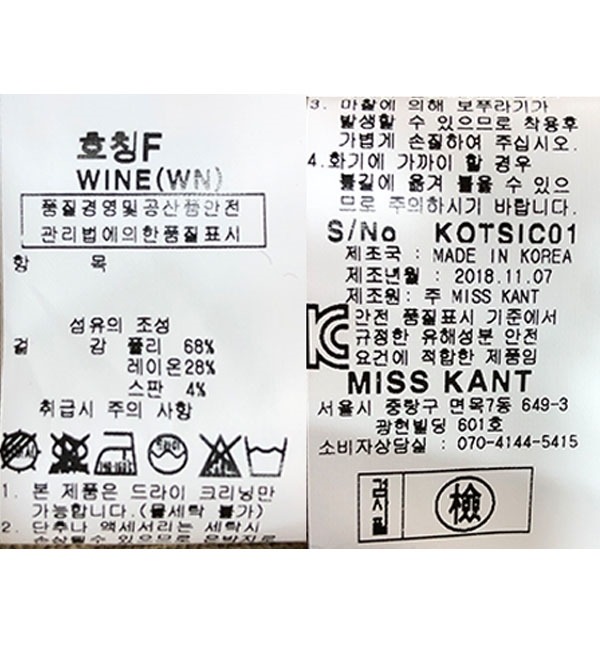 호칭F
WINE(WN)
품질경영및공산품안전
관리법에의한품질표시
항 목
섬유의 조성
겉 감 폴리 68%
레이온28%
스판 4%
취급시 주의 사항
1. 본 제품은 드라이 크리닝만
가능합니다.(물세탁 불가)
2. 단추나 액세서리는 세탁시
손상될수 있으므로
3. 마찰에 의해 보푸라기가
발생할 수 있으므로 착용후
가볍게 손질하여 주십시오.
4.화기에 가까이 할 경우
불길에 옮겨 붙을 수 있으
므로 주의하시기 바랍니다.
S/No KOTSIC01
제조국 : MADE IN KOREA
제조년월 : 2018.11.07
제조원: 주 MISS KANT
안전 품질표시 기준에서
규정한 유해성분 안전
요건에 적합한 제품임
MISS KANT
서울시 중랑구 면목7동 649-3
광현빌딩 601호
소비자상담실 : 070-4144-5415
검사필
檢